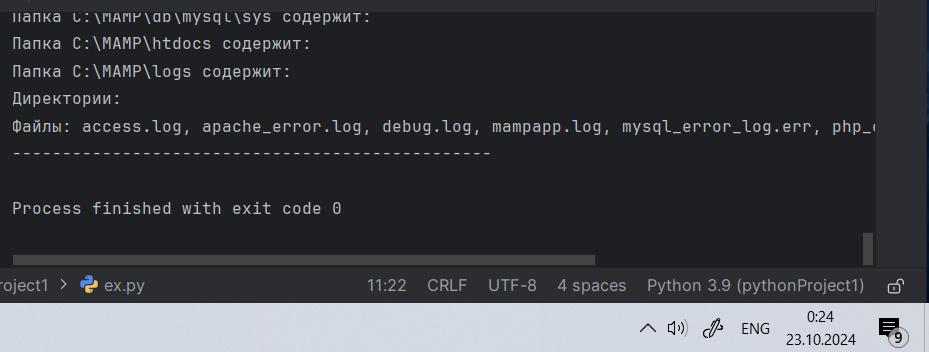 Папка C:\MAMP\db\mysql\sys содержит:
Папка C:\MAMP\htdocs содержит:
Папка C:\MAMP\logs содержит:
Директории:
Файлы: access.log, apache_error.log, debug.log, mampapp.log, mysql_error_log.err, php_
------------------------------------------------
Process finished with exit code 0
roject1 > ex.py 11:22 CRLF UTF-8 4 spaces Python 3.9 (pythonProject1)
ENG 0:24
23.10.2024 9